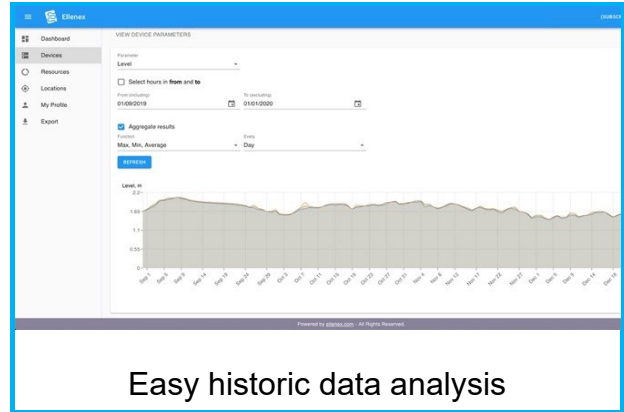 Ellenex
(SUBSCR
Dashboard
Devices
Resources
Locations
My Profile
Export
VIEW DEVICE PARAMETERS
Parameter
Level
Select hours in from and to
From (including)
To (excluding)
01/09/2019
01/01/2020
Aggregate results
Function
Every
Max, Min, Average
Day
REFRESH
Level, m
2.2
1.65
1.1
0.55
0
Sep 1 Sep 5 Sep 9 Sep 14 Sep 19 Sep 24 Sep 28 Oct 3 Oct 7 Oct 11 Oct 15 Oct 19 Oct 23 Oct 27 Oct 31 Nov 4 Nov 8 Nov 12 Nov 17 Nov 22 Nov 27 Dec 1 Dec 5 Dec 9 Dec 14 Dec 18
Powered by ellenex.com - All Rights Reserved.
Easy historic data analysis